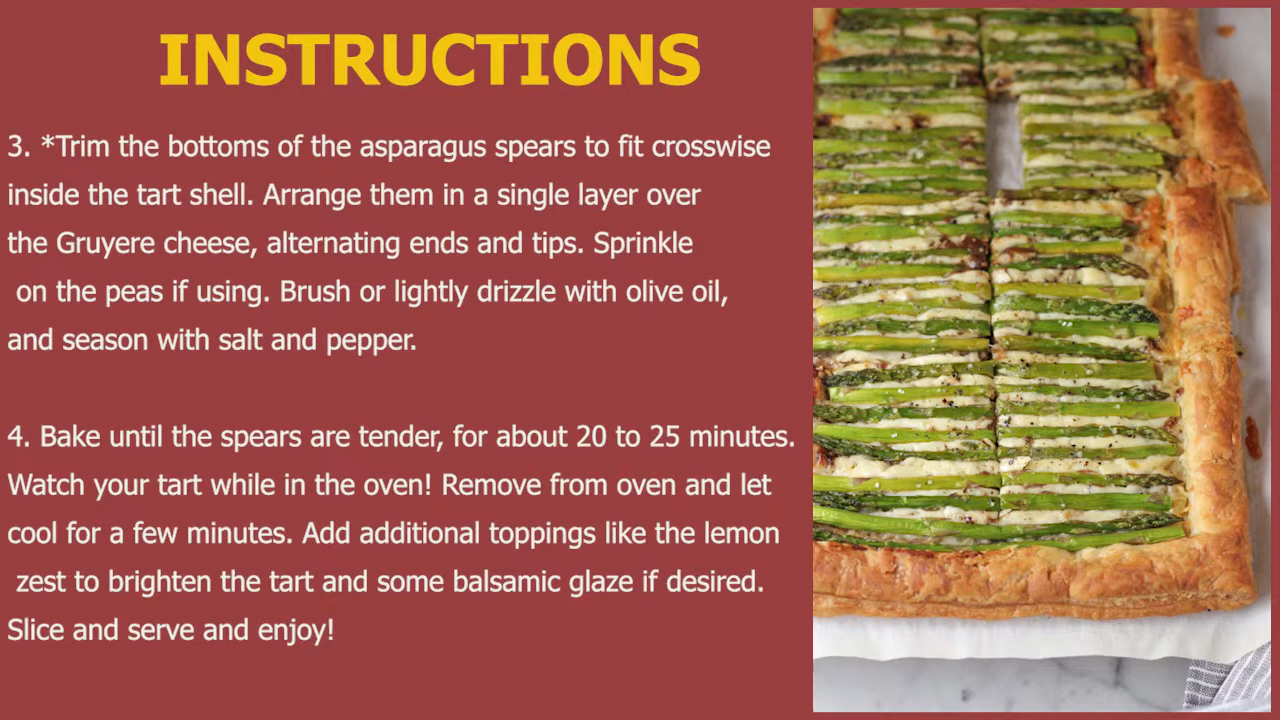 INSTRUCTIONS
3. *Trim the bottoms of the asparagus spears to fit crosswise
inside the tart shell. Arrange them in a single layer over
the Gruyere cheese, alternating ends and tips. Sprinkle
on the peas if using. Brush or lightly drizzle with olive oil,
and season with salt and pepper.
4. Bake until the spears are tender, for about 20 to 25 minutes.
Watch your tart while in the oven! Remove from oven and let
cool for a few minutes. Add additional toppings like the lemon
zest to brighten the tart and some balsamic glaze if desired.
Slice and serve and enjoy!